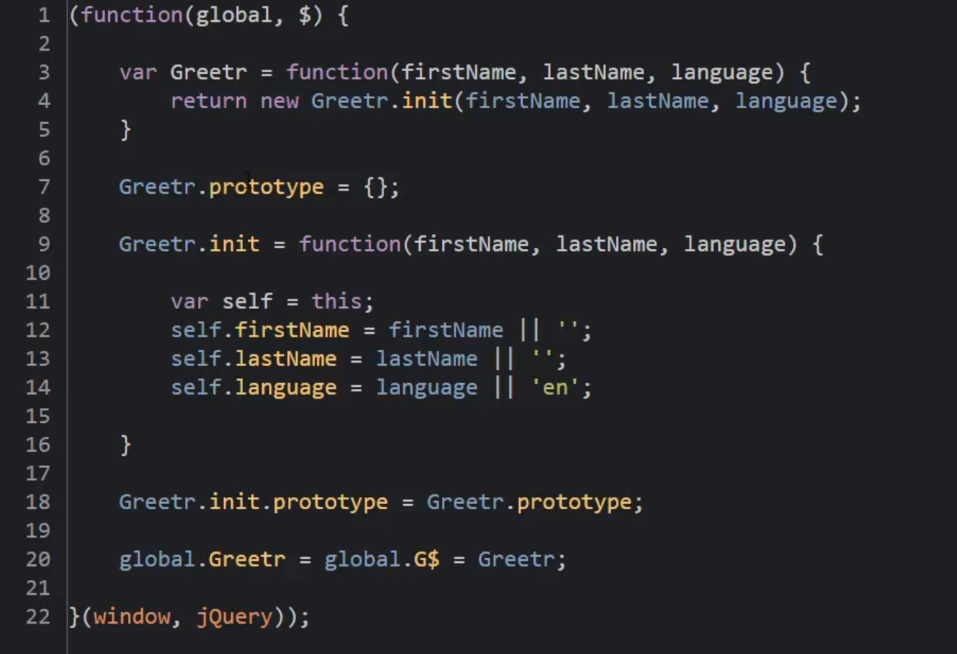 1 (function(global, $) {
2
3 var Greetr = function(firstName, lastName, language) {
4 return new Greetr.init(firstName, lastName, language);
5 }
6
7 Greetr.prototype = {};
8
9 Greetr.init = function(firstName, lastName, language) {
10
11 var self = this;
12 self.firstName = firstName || '';
13 self.lastName = lastName || '';
14 self.language = language || 'en';
15
16 }
17
18 Greetr.init.prototype = Greetr.prototype;
19
20 global.Greetr = global.G$ = Greetr;
21
22 }(window, jQuery));